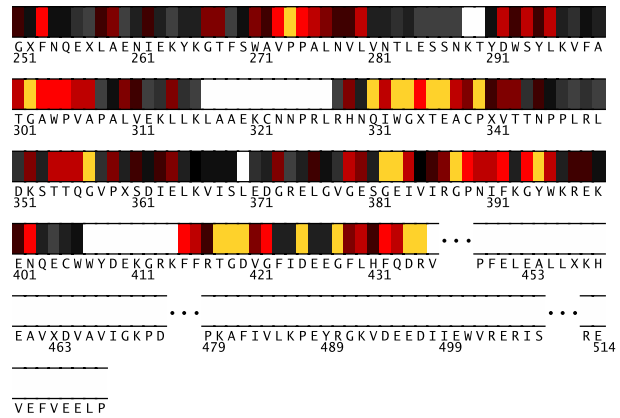 GXFNQEXLAENIEKYKGTFSWAVPPALNVLVNTLESSNKTYDWSYLKVFA
251 261 271 281 291
TGAWPVAPALVEKLLKLAAEKCNNPRLRHNQIWGXTEACPXVTTNPPLRL
301 311 321 331 341
DKSTTQGVPXSDIELKVISLEDGRELGVGESGEIVIRGPNIFKGYWKREK
351 361 371 381 391
ENQECWWYDEKGRKFFRTGDVGFIDEEGFLHFQDRV ... PFELEALLXKH
401 411 421 431 453
EAVXDVAVIGKPD ... PKAFIVLKPEYRGKVDEEDIIEWVRERIS ... RE
463 479 489 499 514
VEFVEELP